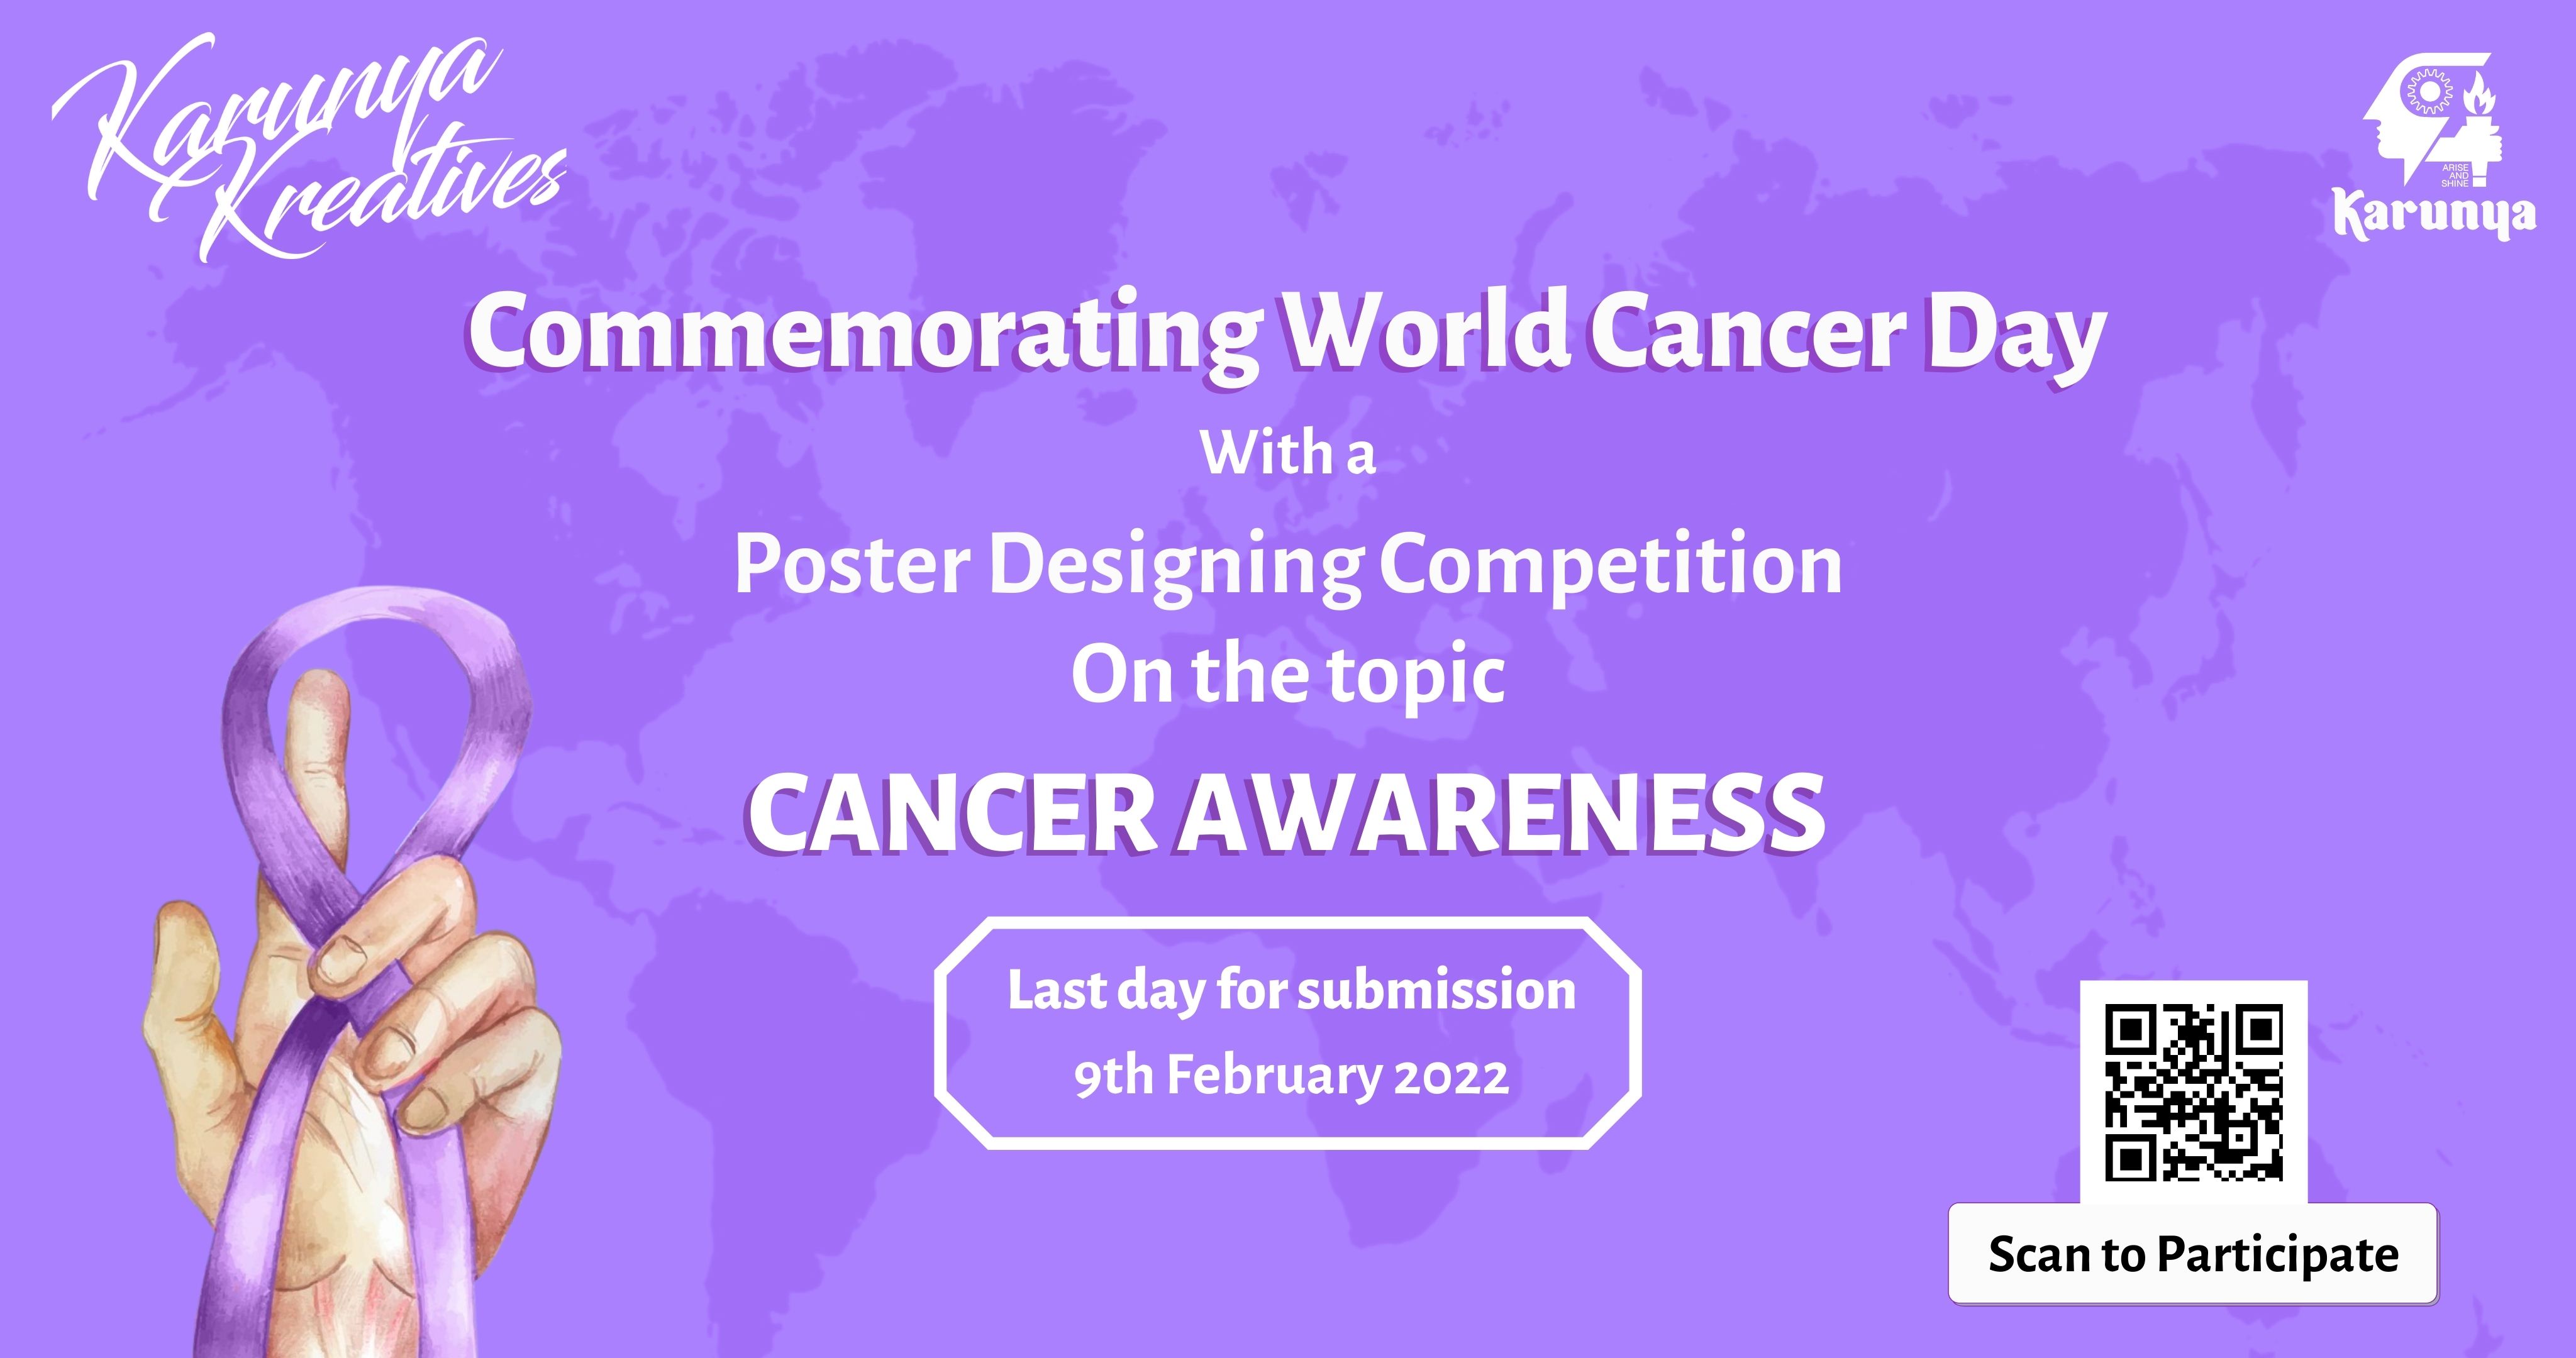 Karunya
Kreatives
ARISE
AND
SHINE
Karunya
Commemorating World Cancer Day
With a
Poster Designing Competition
On the topic
CANCER AWARENESS
Last day for submission
9th February 2022
Scan to Participate